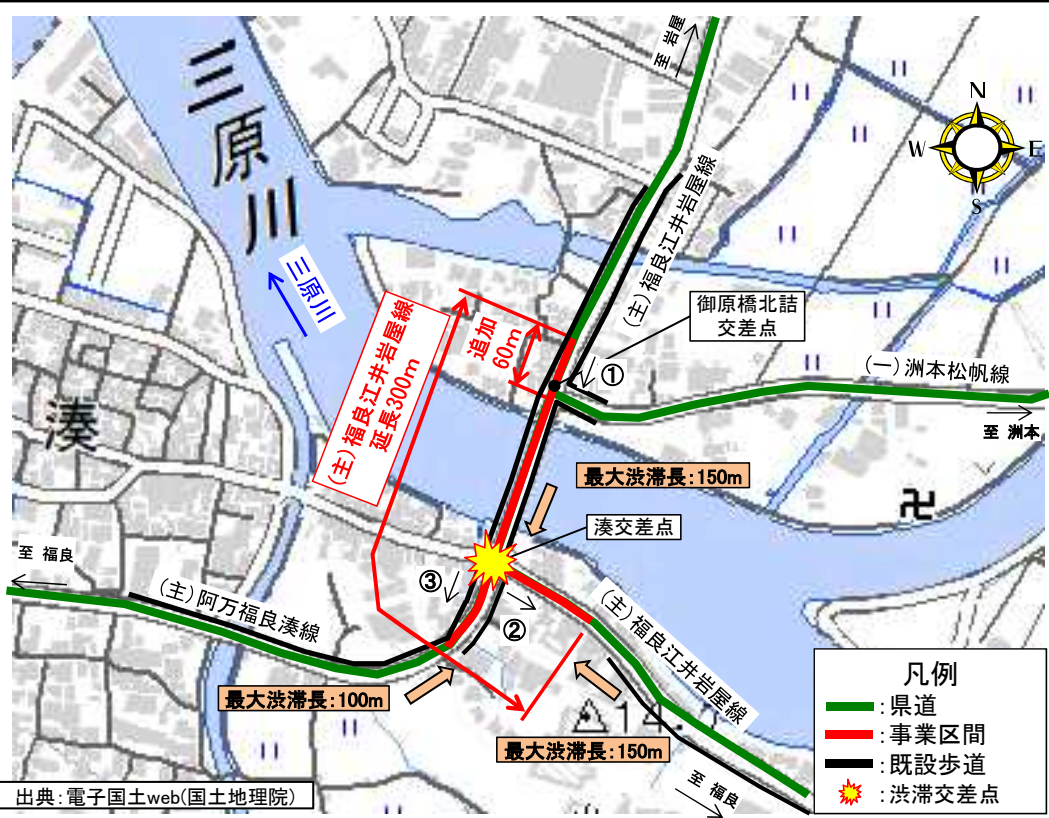 至 岩屋
N
W
E
S
三原川
三原川
(主)福良江井岩屋線
御原橋北詰
交差点
追加
60m
(主)福良江井岩屋線
延長300m
①
(一)洲本松帆線
至 洲本
湊
最大渋滞長:150m
卍
湊交差点
至 福良
③
②
(主)阿万福良湊線
(主)福良江井岩屋線
最大渋滞長:100m
最大渋滞長:150m
至 福良
凡例
:県道
:事業区間
:既設歩道
:渋滞交差点
出典:電子国土web(国土地理院)